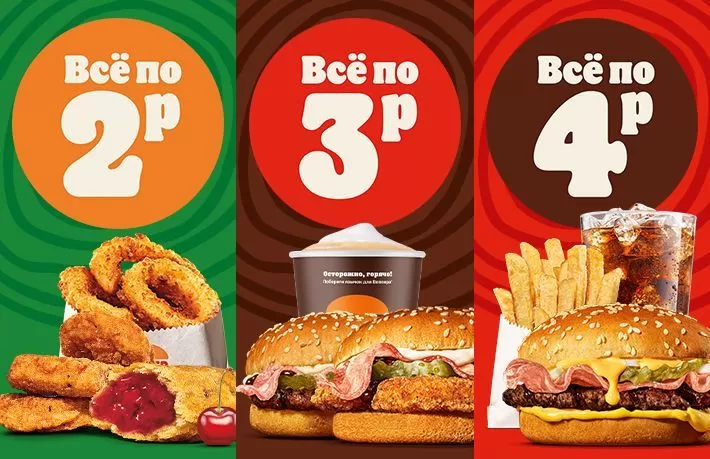 Всё по
2р
Всё по
3р
Осторожно, горячо!
Всё по
4р